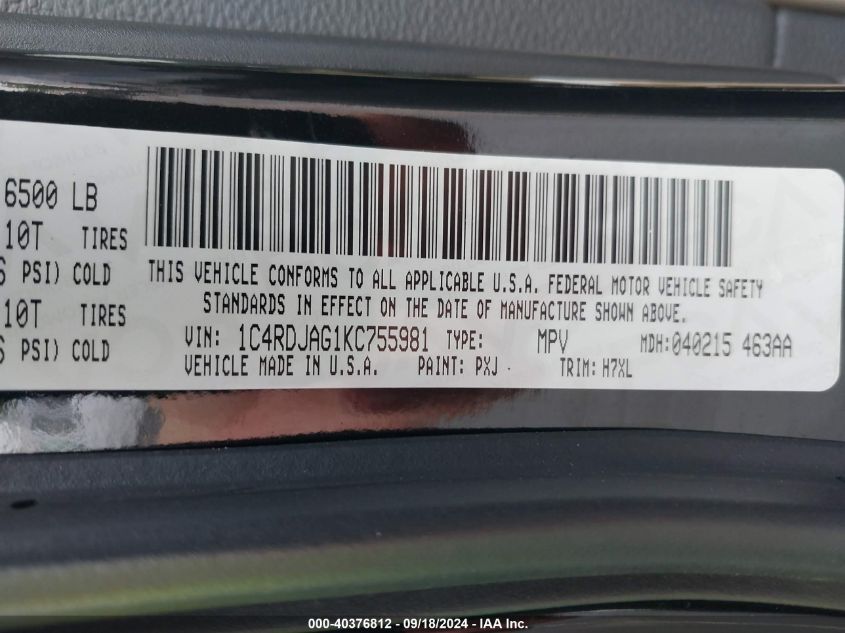 6500 LB
10T TIRES
PSI) COLD
10T TIRES
PSI) COLD
THIS VEHICLE CONFORMS TO ALL APPLICABLE U.S.A. FEDERAL MOTOR VEHICLE SAFETY
STANDARDS IN EFFECT ON THE DATE OF MANUFACTURE SHOWN ABOVE.
VIN: 1C4RDJAG1KC755981 TYPE: MPV MDH:040215 463AA
VEHICLE MADE IN U.S.A. PAINT: PXJ TRIM: H7XL
000-40376812 - 09/18/2024 - IAA Inc.